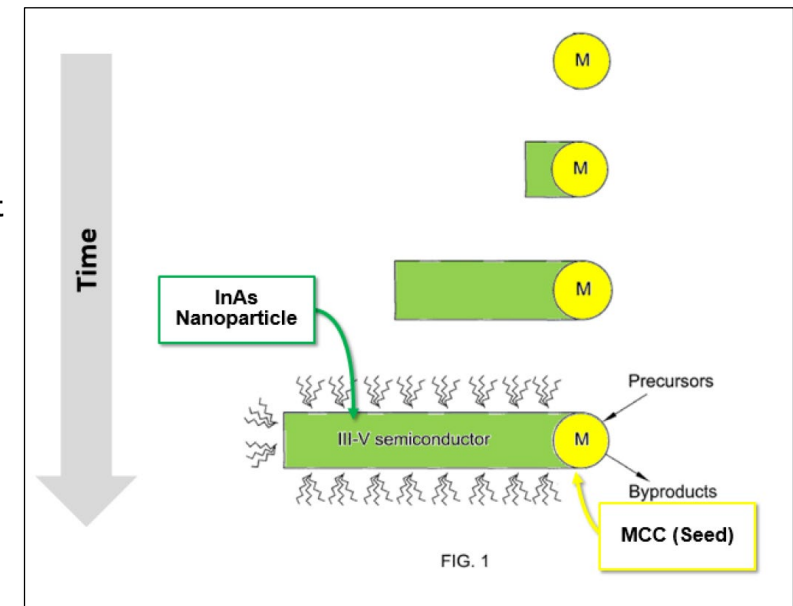 M
M
Time
M
InAs
Nanoparticle
Precursors
III-V semiconductor
M
Byproducts
MCC (Seed)
FIG. 1